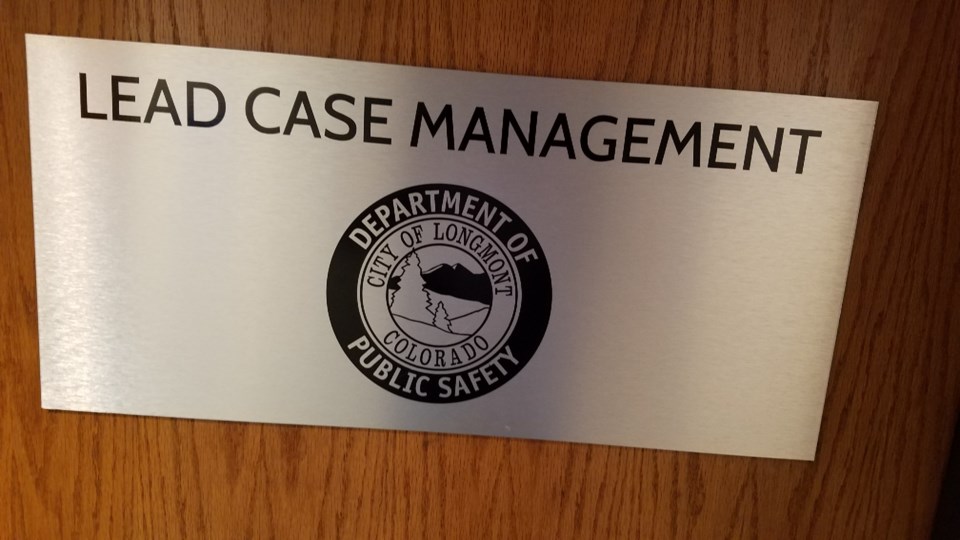 LEAD CASE MANAGEMENT
DEPARTMENT OF
CITY OF LONGMONT
COLORADO
PUBLIC SAFETY